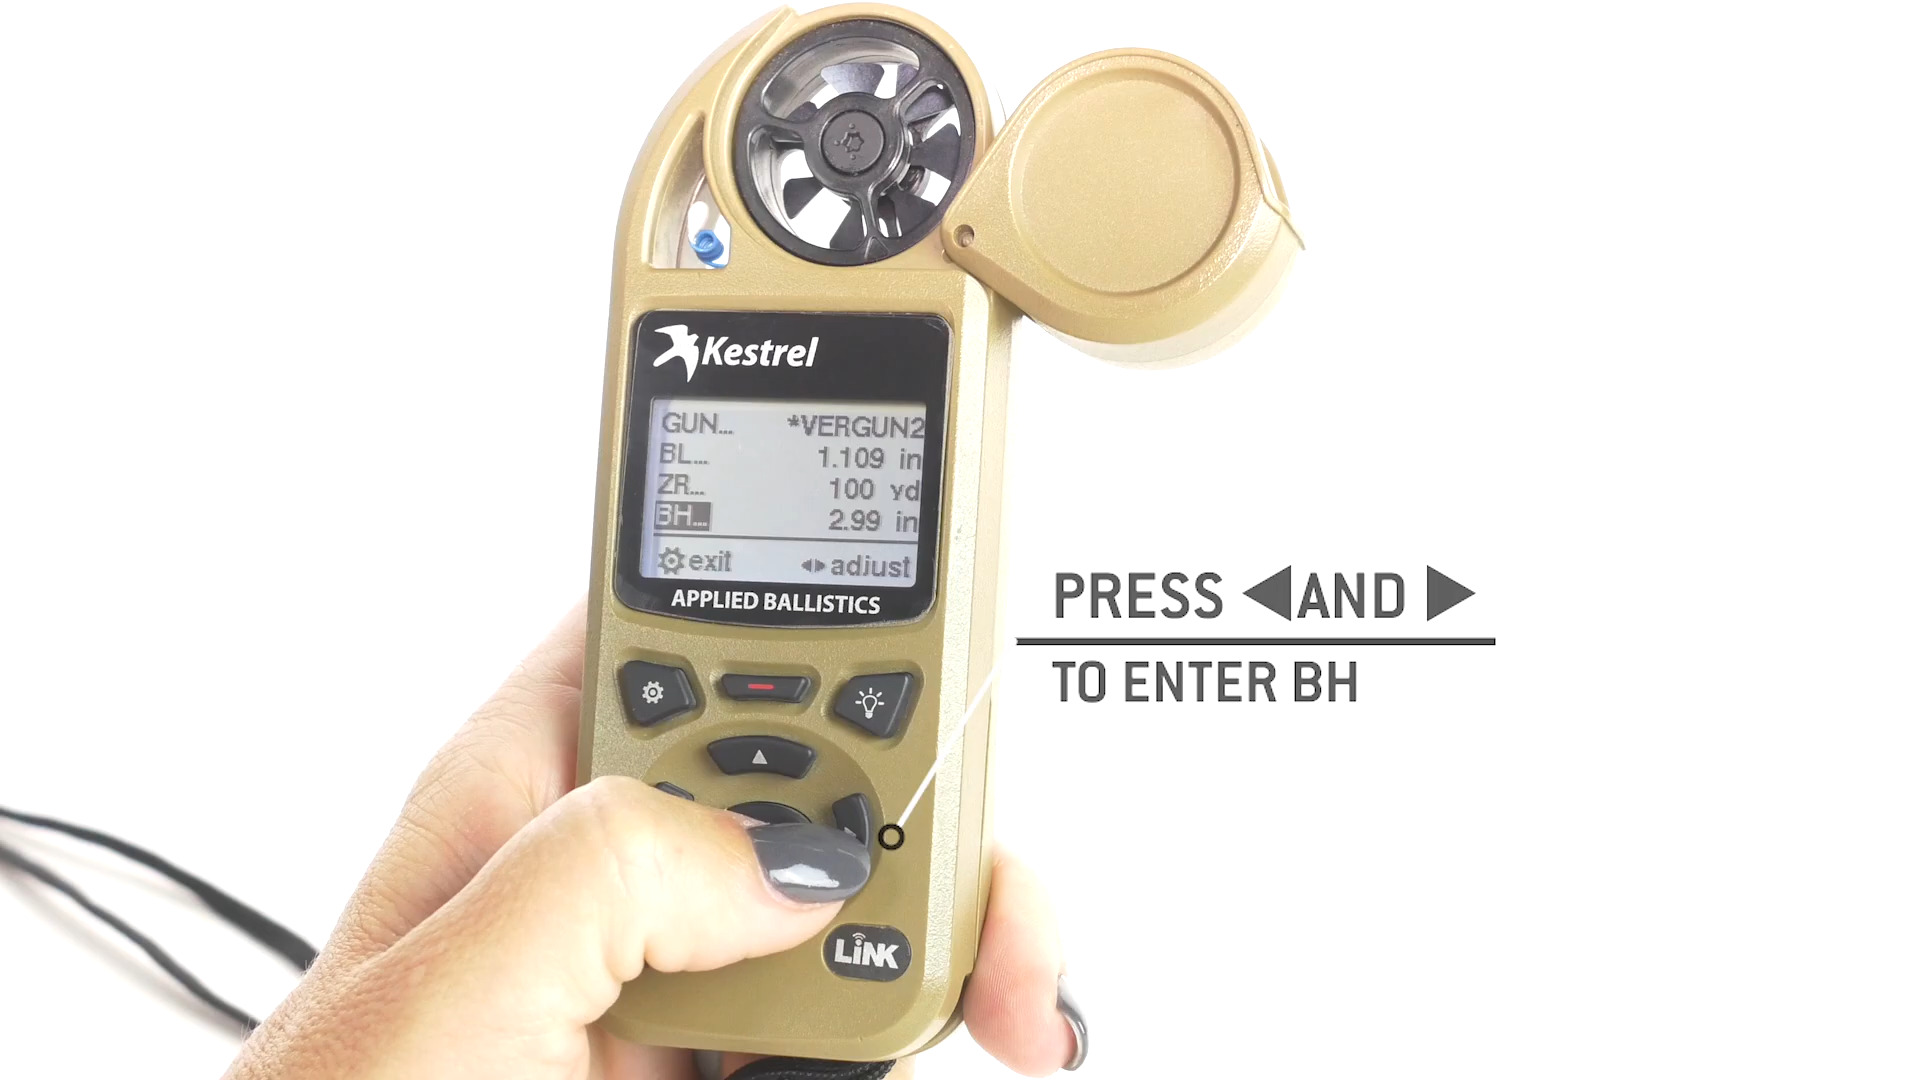 Kestrel
GUN... *VERGUN2
BL... 1.109 in
ZR... 100 yd
BH... 2.99 in
exit adjust
APPLIED BALLISTICS
PRESS ◀ AND ▶
TO ENTER BH
LiNK